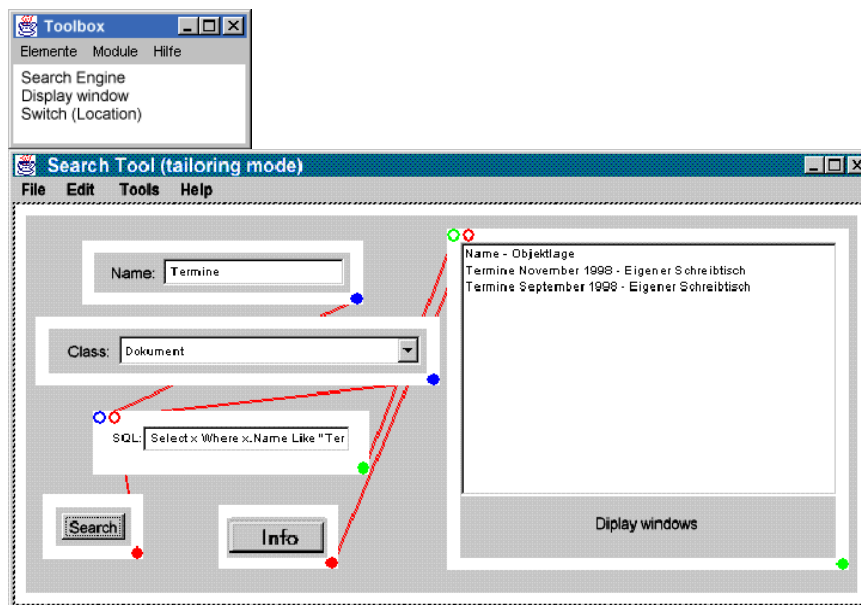 Toolbox
Elemente Module Hilfe
Search Engine
Display window
Switch (Location)
Search Tool (tailoring mode)
File Edit Tools Help
Name: Termine
Class: Dokument
SQL: Select x Where x.Name Like "Ter
Search
Info
Name - Objektlage
Termine November 1998 - Eigener Schreibtisch
Termine September 1998 - Eigener Schreibtisch
Diplay windows